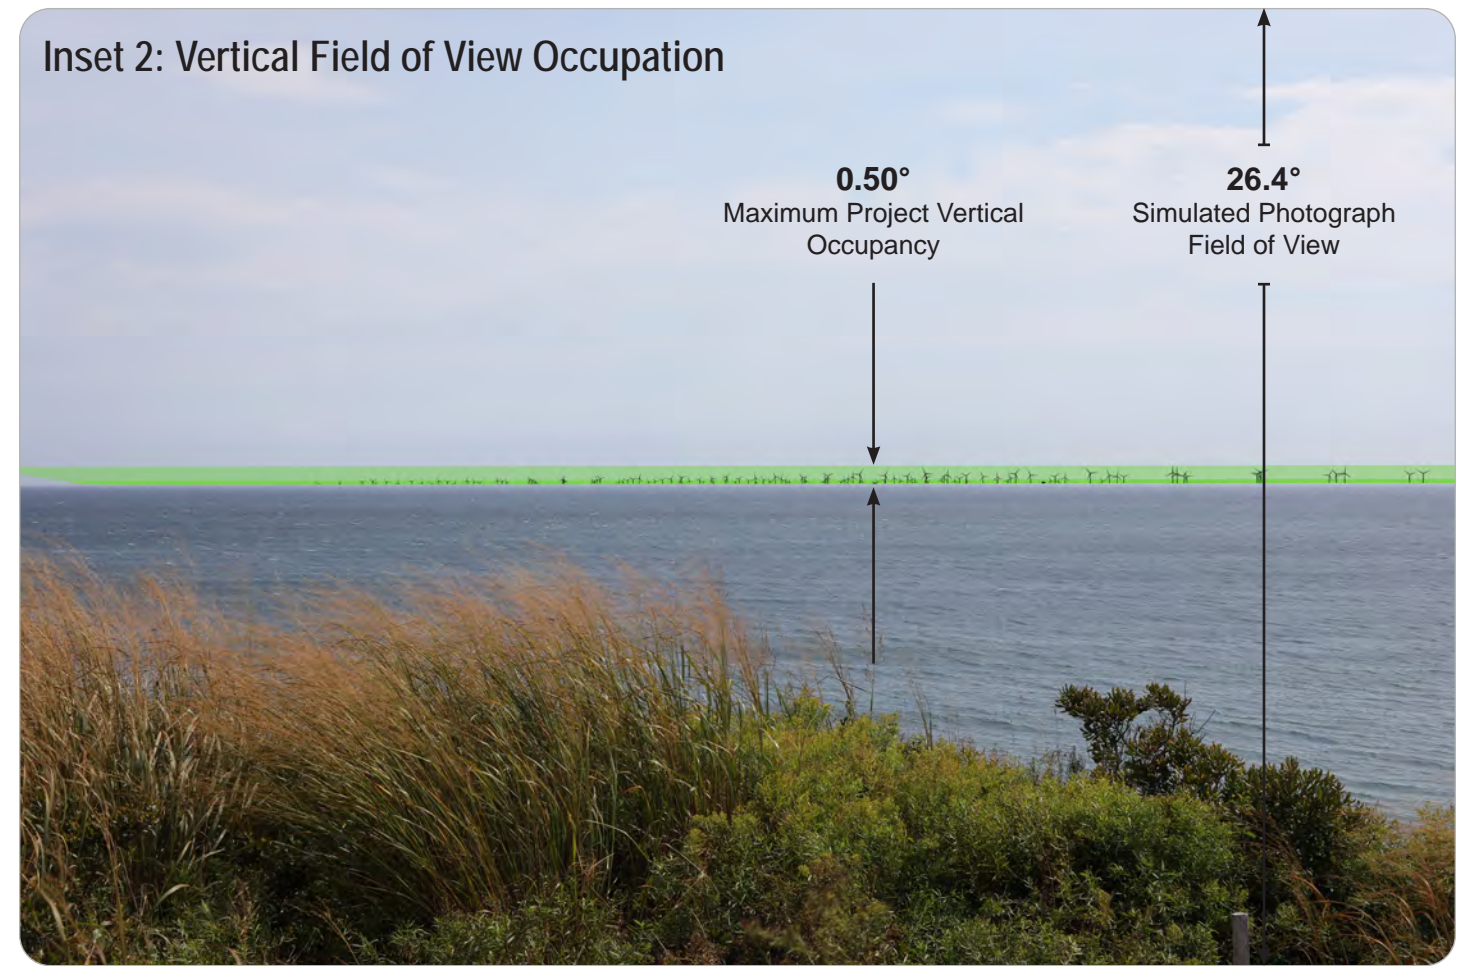 Inset 2: Vertical Field of View Occupation
0.50°
Maximum Project Vertical
Occupancy
26.4°
Simulated Photograph
Field of View